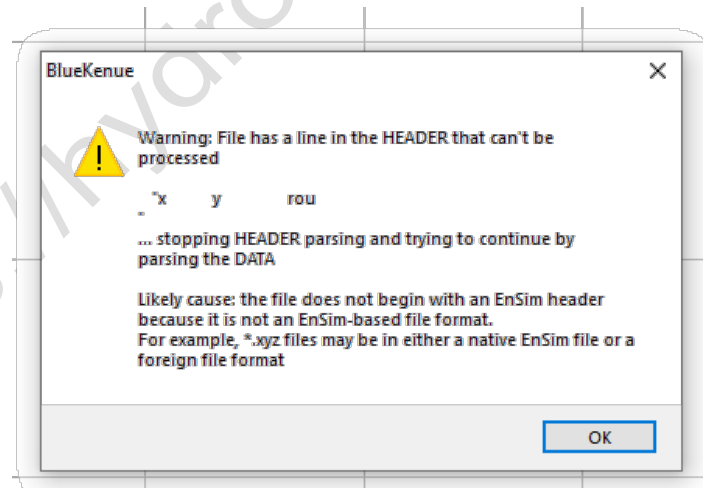 BlueKenue
Warning: File has a line in the HEADER that can't be
processed
"x y rou
"
... stopping HEADER parsing and trying to continue by
parsing the DATA
Likely cause: the file does not begin with an EnSim header
because it is not an EnSim-based file format.
For example, *.xyz files may be in either a native EnSim file or a
foreign file format
OK